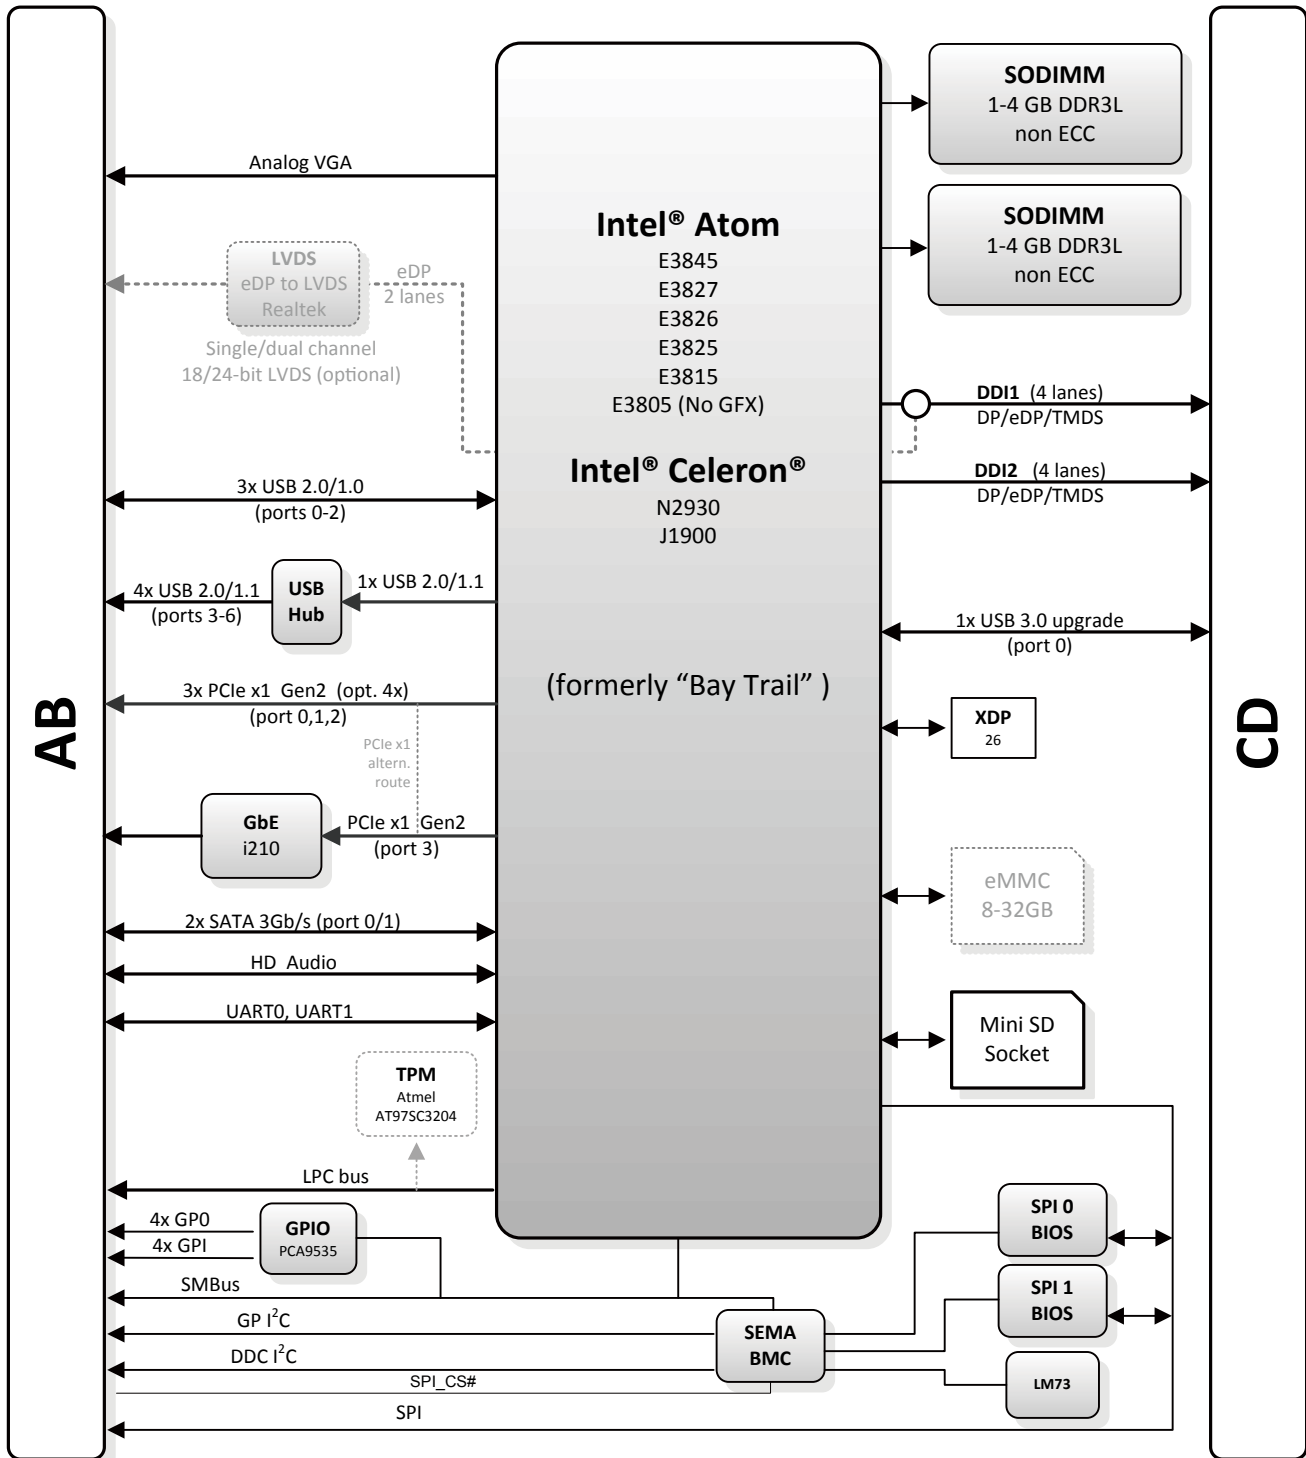 AB
CD
Analog VGA
LVDS
eDP to LVDS
Realtek
eDP
2 lanes
Single/dual channel
18/24-bit LVDS (optional)
3x USB 2.0/1.0
(ports 0-2)
4x USB 2.0/1.1
(ports 3-6)
USB
Hub
1x USB 2.0/1.1
3x PCIe x1 Gen2 (opt. 4x)
(port 0,1,2)
PCIe x1
altern.
route
GbE
i210
PCIe x1 Gen2
(port 3)
2x SATA 3Gb/s (port 0/1)
HD Audio
UART0, UART1
TPM
Atmel
AT97SC3204
LPC bus
4x GP0
4x GPI
GPIO
PCA9535
SMBus
GP I²C
DDC I²C
SPI_CS#
SPI
Intel® Atom
E3845
E3827
E3826
E3825
E3815
E3805 (No GFX)
Intel® Celeron®
N2930
J1900
(formerly “Bay Trail” )
SEMA
BMC
SODIMM
1-4 GB DDR3L
non ECC
SODIMM
1-4 GB DDR3L
non ECC
DDI1 (4 lanes)
DP/eDP/TMDS
DDI2 (4 lanes)
DP/eDP/TMDS
1x USB 3.0 upgrade
(port 0)
XDP
26
eMMC
8-32GB
Mini SD
Socket
SPI 0
BIOS
SPI 1
BIOS
LM73